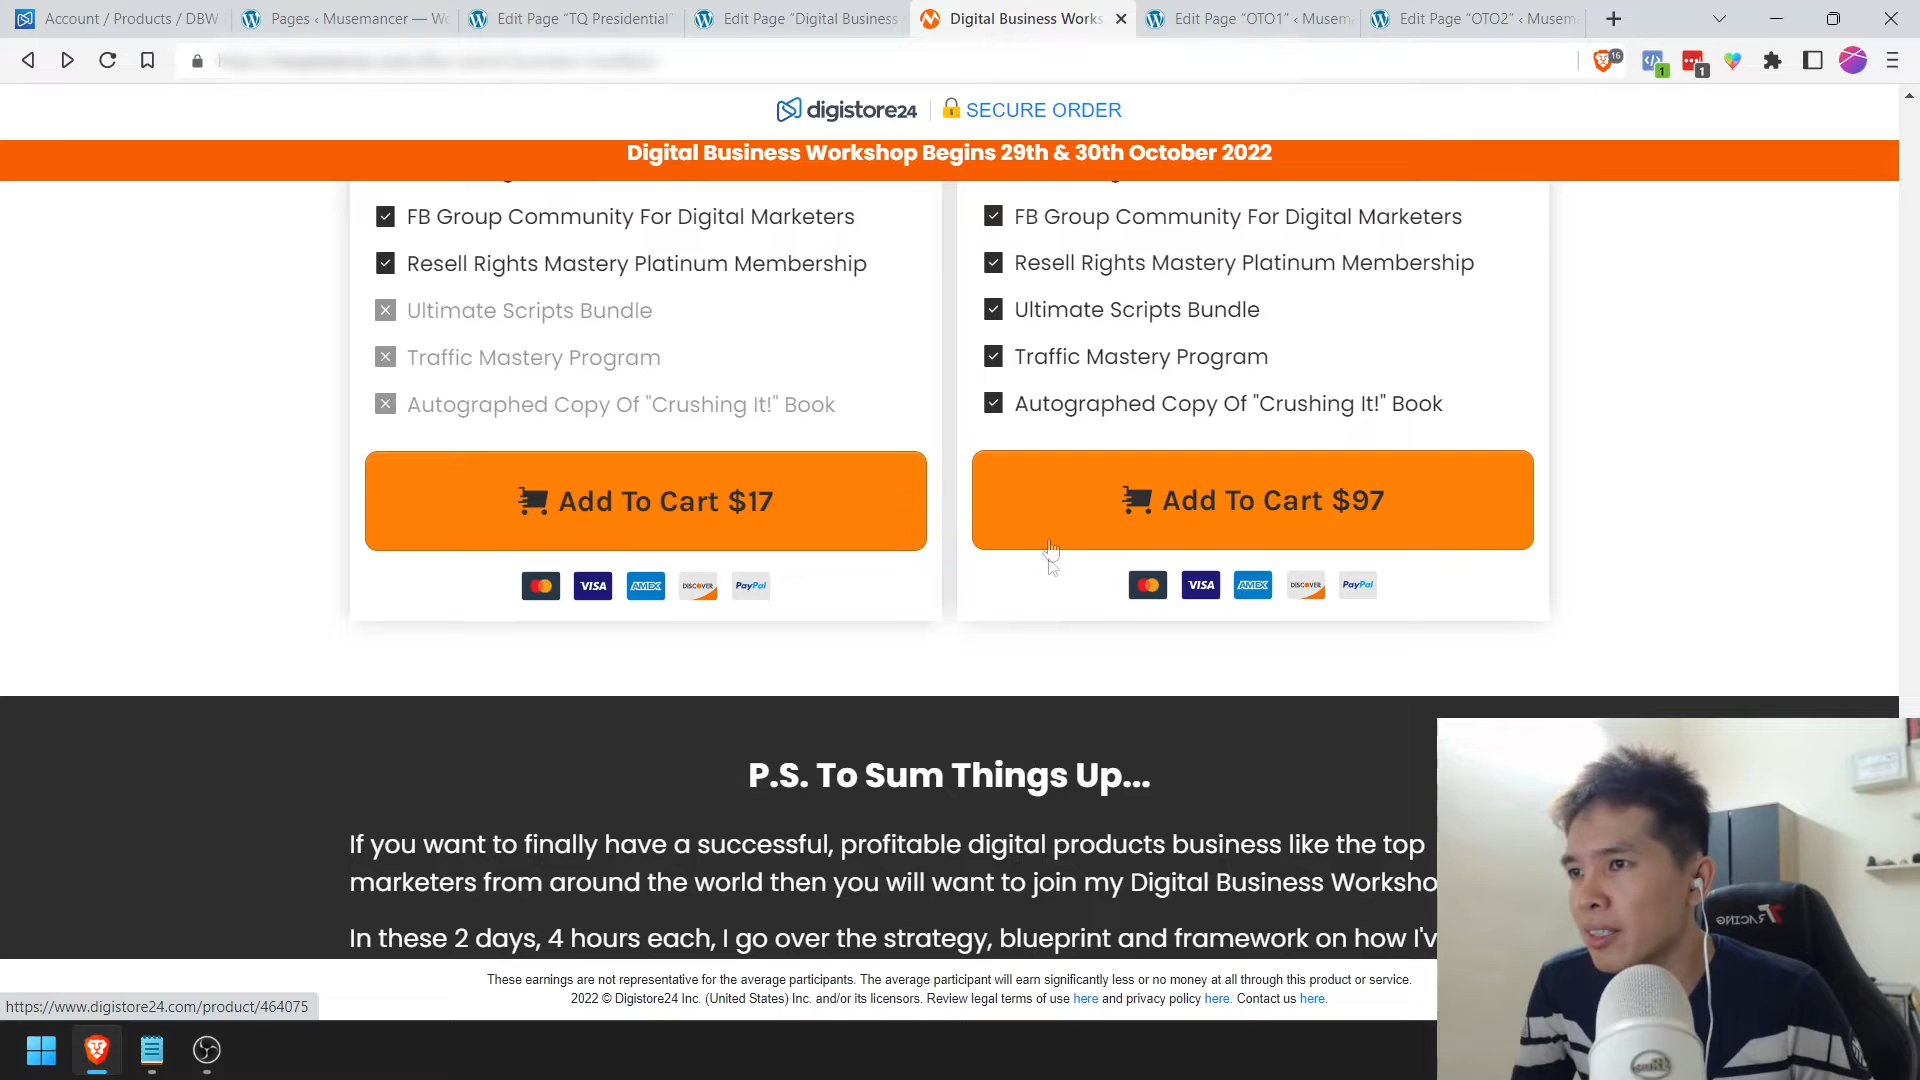 Account / Products / DBW
Pages ‹ Musemancer — Wo
Edit Page “TQ Presidential”
Edit Page “Digital Business
Digital Business Works
Edit Page “OTO1” ‹ Musem
Edit Page “OTO2” ‹ Musem
16
1
1
digistore24
SECURE ORDER
Digital Business Workshop Begins 29th & 30th October 2022
FB Group Community For Digital Marketers
Resell Rights Mastery Platinum Membership
Ultimate Scripts Bundle
Traffic Mastery Program
Autographed Copy Of "Crushing It!" Book
Add To Cart $17
VISA
AMEX
DISCOVER
PayPal
FB Group Community For Digital Marketers
Resell Rights Mastery Platinum Membership
Ultimate Scripts Bundle
Traffic Mastery Program
Autographed Copy Of "Crushing It!" Book
Add To Cart $97
VISA
AMEX
DISCOVER
PayPal
P.S. To Sum Things Up...
If you want to finally have a successful, profitable digital products business like the top
marketers from around the world then you will want to join my Digital Business Worksho
In these 2 days, 4 hours each, I go over the strategy, blueprint and framework on how I'v
These earnings are not representative for the average participants. The average participant will earn significantly less or no money at all through this product or service.
2022 © Digistore24 Inc. (United States) Inc. and/or its licensors. Review legal terms of use here and privacy policy here. Contact us here.
https://www.digistore24.com/product/464075